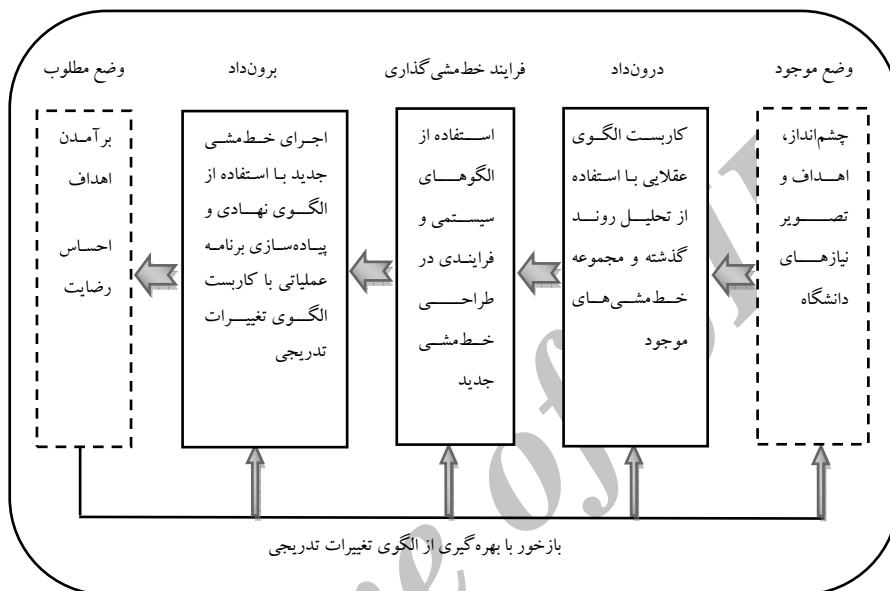 وضع موجود
درون‌داد
فرایند خط‌مشی‌گذاری
برون‌داد
وضع مطلوب
چشم‌انداز،
اهداف و
تصویر
نیازهای
دانشگاه
کاربست الگوی
عقلایی با استفاده
از تحلیل روند
گذشته و مجموعه
خط‌مشی‌های
موجود
استفاده از
الگوهای
سیستمی و
فرایندی در
طراحی
خط‌مشی
جدید
اجرای خط‌مشی
جدید با استفاده از
الگوی نهادی و
پیاده‌سازی برنامه
عملیاتی با کاربست
الگوی تغییرات
تدریجی
برآمدن
اهداف
احساس
رضایت
بازخور با بهره‌گیری از الگوی تغییرات تدریجی